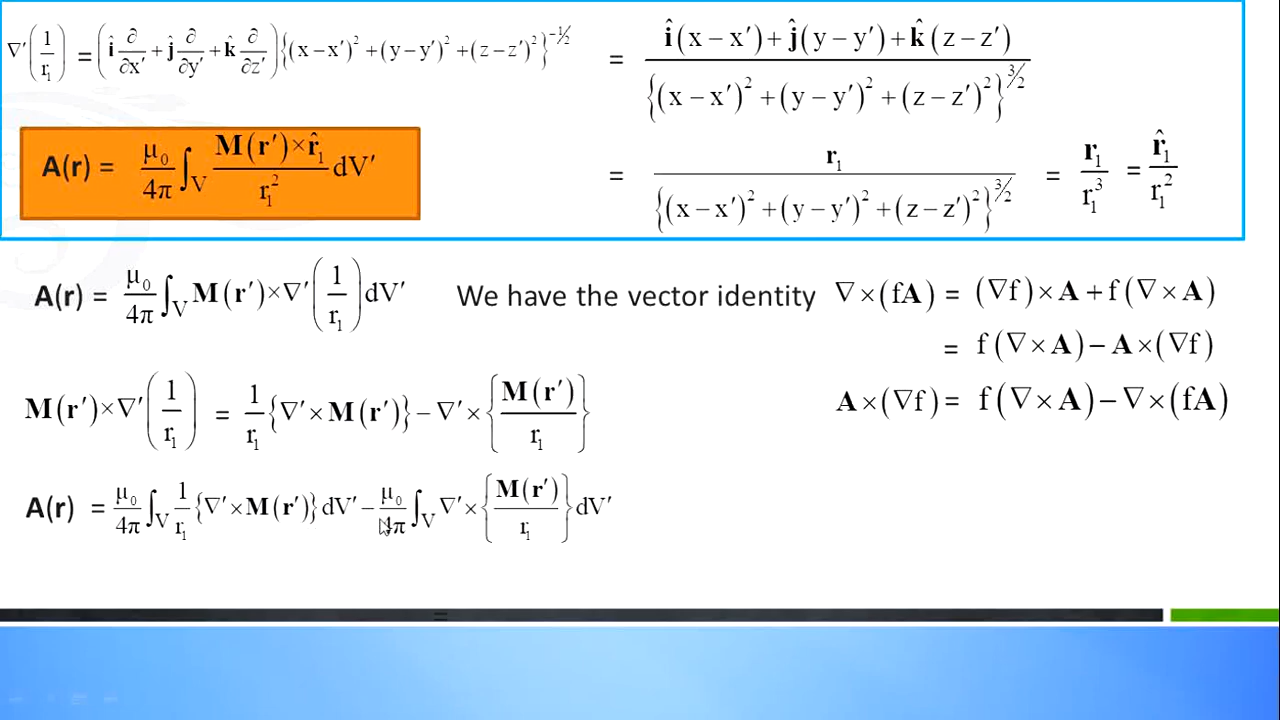 ∇′(1/r₁) = (î ∂/∂x′ + ĵ ∂/∂y′ + k̂ ∂/∂z′){(x−x′)² + (y−y′)² + (z−z′)²}^(−1/2) = (î(x−x′) + ĵ(y−y′) + k̂(z−z′)) / {(x−x′)² + (y−y′)² + (z−z′)²}^(3/2)
A(r) = μ₀/4π ∫_V (M(r′)×r̂₁)/r₁² dV′
= r₁ / {(x−x′)² + (y−y′)² + (z−z′)²}^(3/2) = r₁/r₁³ = r̂₁/r₁²
A(r) = μ₀/4π ∫_V M(r′)×∇′(1/r₁) dV′
We have the vector identity ∇×(fA) = (∇f)×A + f(∇×A)
= f(∇×A) − A×(∇f)
M(r′)×∇′(1/r₁) = 1/r₁ {∇′×M(r′)} − ∇′×{M(r′)/r₁}
A×(∇f) = f(∇×A) − ∇×(fA)
A(r) = μ₀/4π ∫_V 1/r₁ {∇′×M(r′)} dV′ − μ₀/4π ∫_V ∇′×{M(r′)/r₁} dV′
=